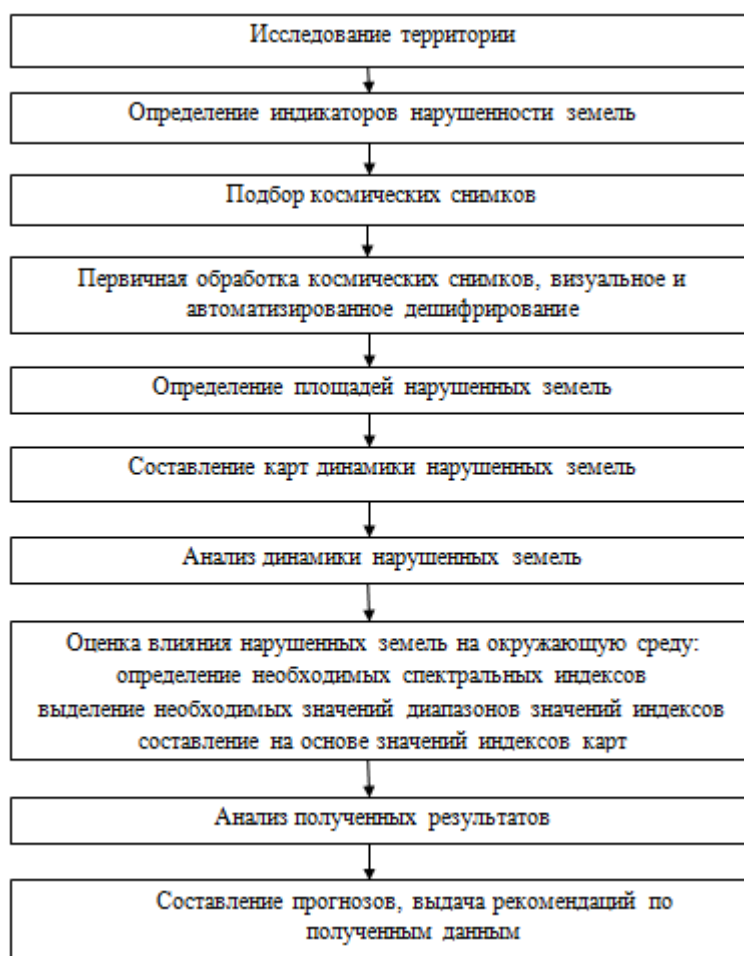 Исследование территории
Определение индикаторов нарушенности земель
Подбор космических снимков
Первичная обработка космических снимков, визуальное и
автоматизированное дешифрирование
Определение площадей нарушенных земель
Составление карт динамики нарушенных земель
Анализ динамики нарушенных земель
Оценка влияния нарушенных земель на окружающую среду:
определение необходимых спектральных индексов
выделение необходимых значений диапазонов значений индексов
составление на основе значений индексов карт
Анализ полученных результатов
Составление прогнозов, выдача рекомендаций по
полученным данным